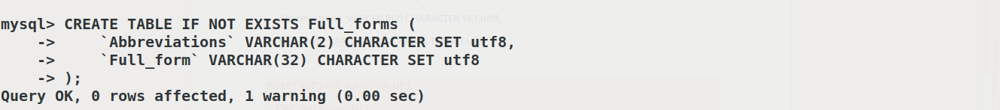 mysql> CREATE TABLE IF NOT EXISTS Full_forms (
    ->     `Abbreviations` VARCHAR(2) CHARACTER SET utf8,
    ->     `Full_form` VARCHAR(32) CHARACTER SET utf8
    -> );
Query OK, 0 rows affected, 1 warning (0.00 sec)